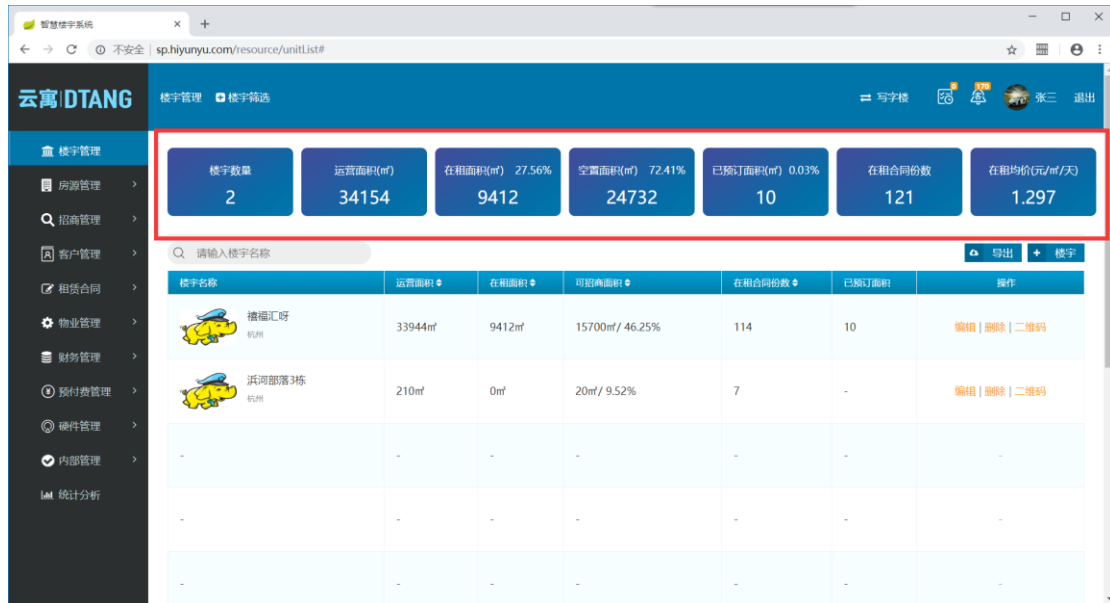 智慧楼宇系统
不安全 | sp.hiyunyu.com/resource/unitList#
云寓|DTANG
楼宇管理 楼宇筛选
写字楼 0 170 张三 退出
楼宇管理
房源管理
招商管理
客户管理
租赁合同
物业管理
财务管理
预付费管理
硬件管理
内部管理
统计分析
楼宇数量
2
运营面积(㎡)
34154
在租面积(㎡) 27.56%
9412
空置面积(㎡) 72.41%
24732
已预订面积(㎡) 0.03%
10
在租合同份数
121
在租均价(元/㎡/天)
1.297
请输入楼宇名称
导出 + 楼宇
楼宇名称 运营面积 在租面积 可招商面积 在租合同份数 已预订面积 操作
禧福汇呀
杭州
33944㎡ 9412㎡ 15700㎡/ 46.25% 114 10 编辑 | 删除 | 二维码
浜河部落3栋
杭州
210㎡ 0㎡ 20㎡/ 9.52% 7 - 编辑 | 删除 | 二维码
- - - - - - -
- - - - - - -
- - - - - - -